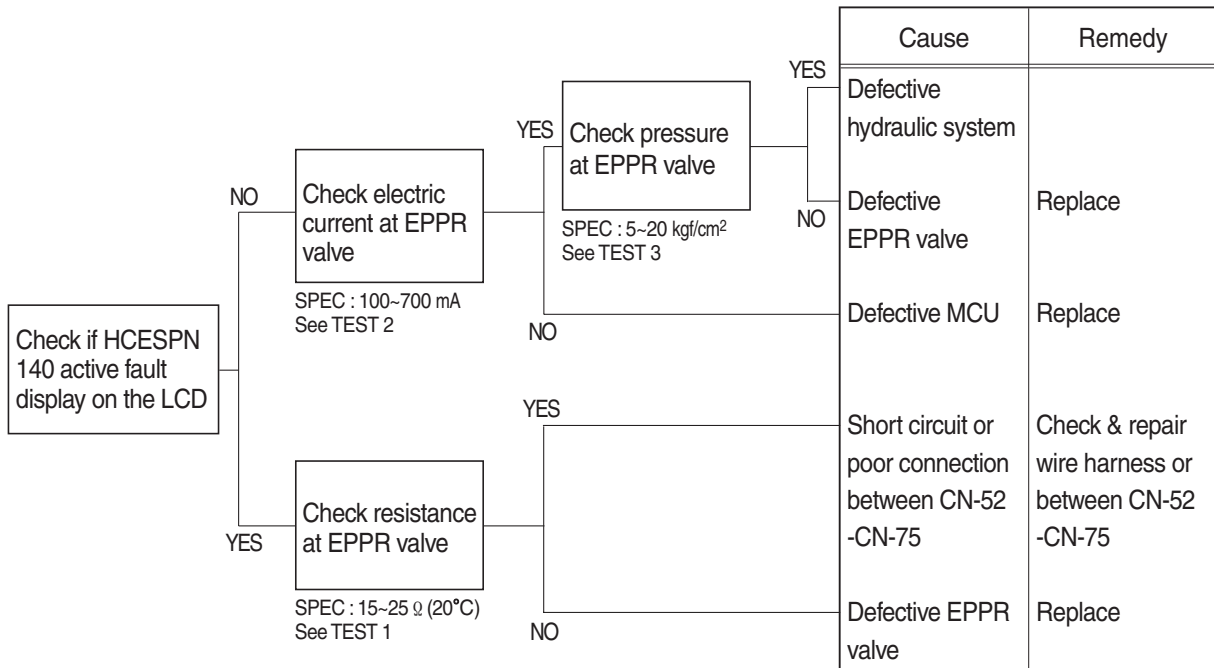 Cause
Remedy
Check if HCESPN
140 active fault
display on the LCD
NO
YES
Check electric
current at EPPR
valve
SPEC : 100~700 mA
See TEST 2
YES
NO
Check pressure
at EPPR valve
SPEC : 5~20 kgf/cm²
See TEST 3
YES
NO
Defective
hydraulic system
Defective
EPPR valve
Replace
Defective MCU
Replace
Check resistance
at EPPR valve
SPEC : 15~25 Ω (20°C)
See TEST 1
YES
NO
Short circuit or
poor connection
between CN-52
-CN-75
Check & repair
wire harness or
between CN-52
-CN-75
Defective EPPR
valve
Replace